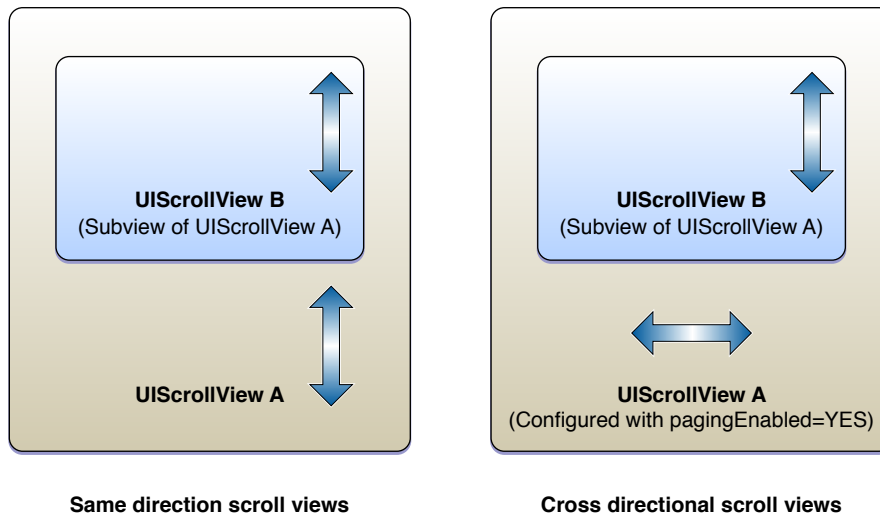 UIScrollView B
(Subview of UIScrollView A)
UIScrollView A
Same direction scroll views
UIScrollView B
(Subview of UIScrollView A)
UIScrollView A
(Configured with pagingEnabled=YES)
Cross directional scroll views